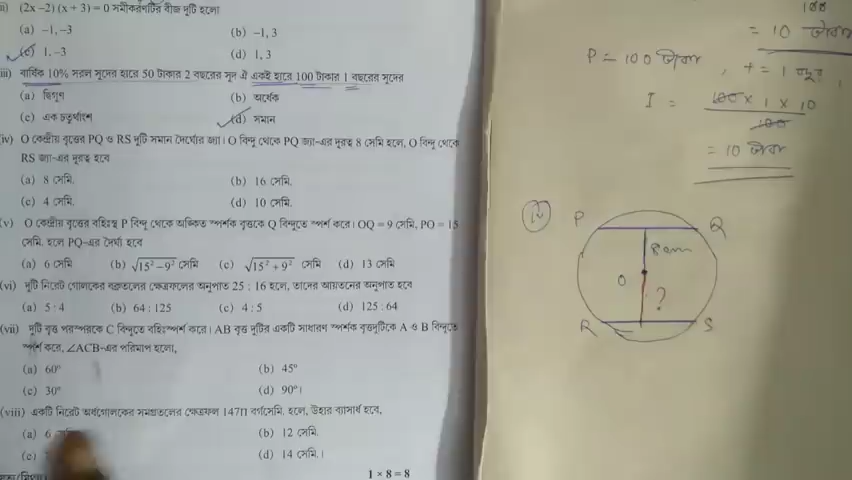 ii) (2x –2) (x + 3) = 0 সমীকরণটির বীজ দুটি হলো
(a) –1, –3 (b) –1, 3
(c) 1, –3 (d) 1, 3
iii) বার্ষিক 10% সরল সুদের হারে 50 টাকার 2 বছরের সুদ ঐ একই হারে 100 টাকার 1 বছরের সুদের
(a) দ্বিগুণ (b) অর্ধেক
(c) এক চতুর্থাংশ (d) সমান
iv) O কেন্দ্রীয় বৃত্তের PQ ও RS দুটি সমান দৈর্ঘ্যের জ্যা। O বিন্দু থেকে PQ জ্যা-এর দূরত্ব 8 সেমি হলে, O বিন্দু থেকে
RS জ্যা-এর দূরত্ব হবে
(a) 8 সেমি. (b) 16 সেমি.
(c) 4 সেমি. (d) 10 সেমি.
(v) O কেন্দ্রীয় বৃত্তের বহিঃস্থ P বিন্দু থেকে অঙ্কিত স্পর্শক বৃত্তকে Q বিন্দুতে স্পর্শ করে। OQ = 9 সেমি, PO = 15
সেমি. হলে PQ-এর দৈর্ঘ্য হবে
(a) 6 সেমি (b) √15² – 9² সেমি (c) √15² + 9² সেমি (d) 13 সেমি
(vi) দুটি নিরেট গোলকের বক্রতলের ক্ষেত্রফলের অনুপাত 25 : 16 হলে, তাদের আয়তনের অনুপাত হবে
(a) 5 : 4 (b) 64 : 125 (c) 4 : 5 (d) 125 : 64
(vii) দুটি বৃত্ত পরস্পরকে C বিন্দুতে বহিঃস্পর্শ করে। AB বৃত্ত দুটির একটি সাধারণ স্পর্শক বৃত্তদুটিকে A ও B বিন্দুতে
স্পর্শ করে, ∠ACB-এর পরিমাপ হলো,
(a) 60° (b) 45°
(c) 30° (d) 90°।
(viii) একটি নিরেট অর্ধগোলকের সমগ্রতলের ক্ষেত্রফল 147Π বর্গসেমি. হলে, উহার ব্যাসার্ধ হবে,
(a) 6 (b) 12 সেমি.
(c) (d) 14 সেমি.।
1 × 8 = 8
100
= 10 টাকা
P = 100 টাকা, t = 1 বছর,
I = 100 × 1 × 10
100
= 10 টাকা
iv
P Q
8 cm
O
?
R S